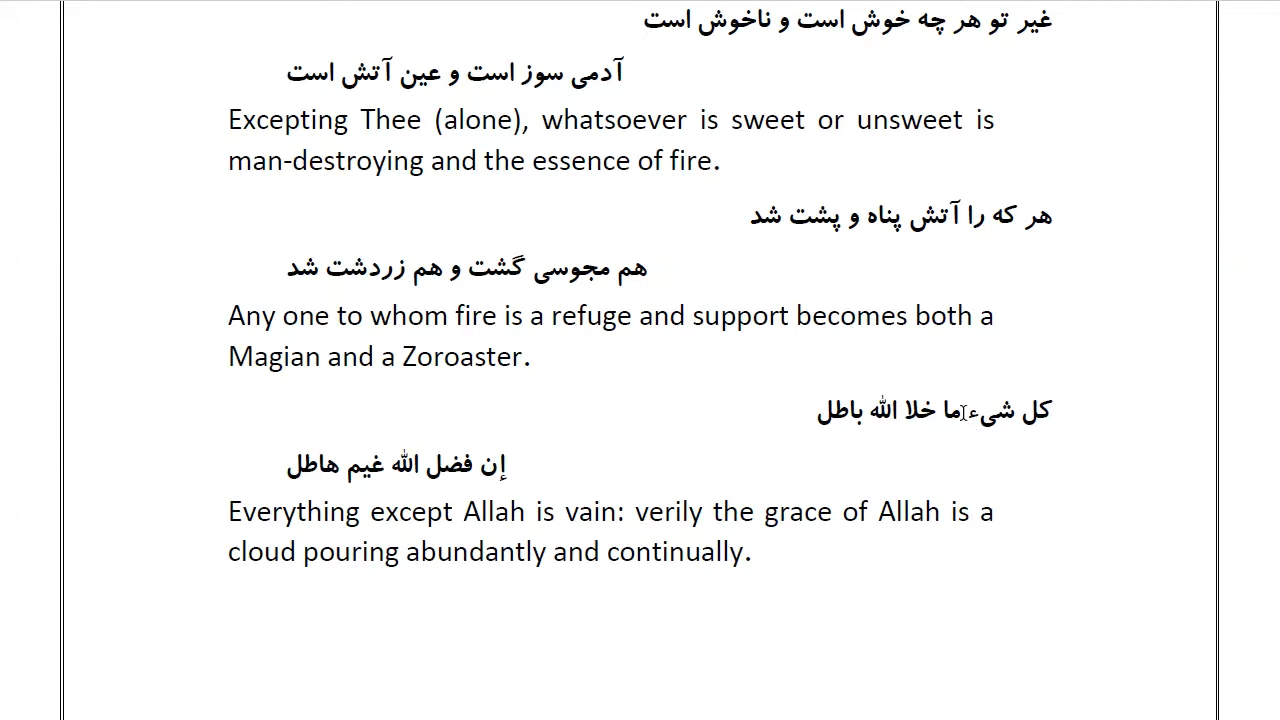 غیر تو هر چه خوش است و ناخوش است
آدمی سوز است و عین آتش است
Excepting Thee (alone), whatsoever is sweet or unsweet is
man-destroying and the essence of fire.
هر که را آتش پناه و پشت شد
هم مجوسی گشت و هم زردشت شد
Any one to whom fire is a refuge and support becomes both a
Magian and a Zoroaster.
کل شیء ما خلا الله باطل
إن فضل الله غیم هاطل
Everything except Allah is vain: verily the grace of Allah is a
cloud pouring abundantly and continually.